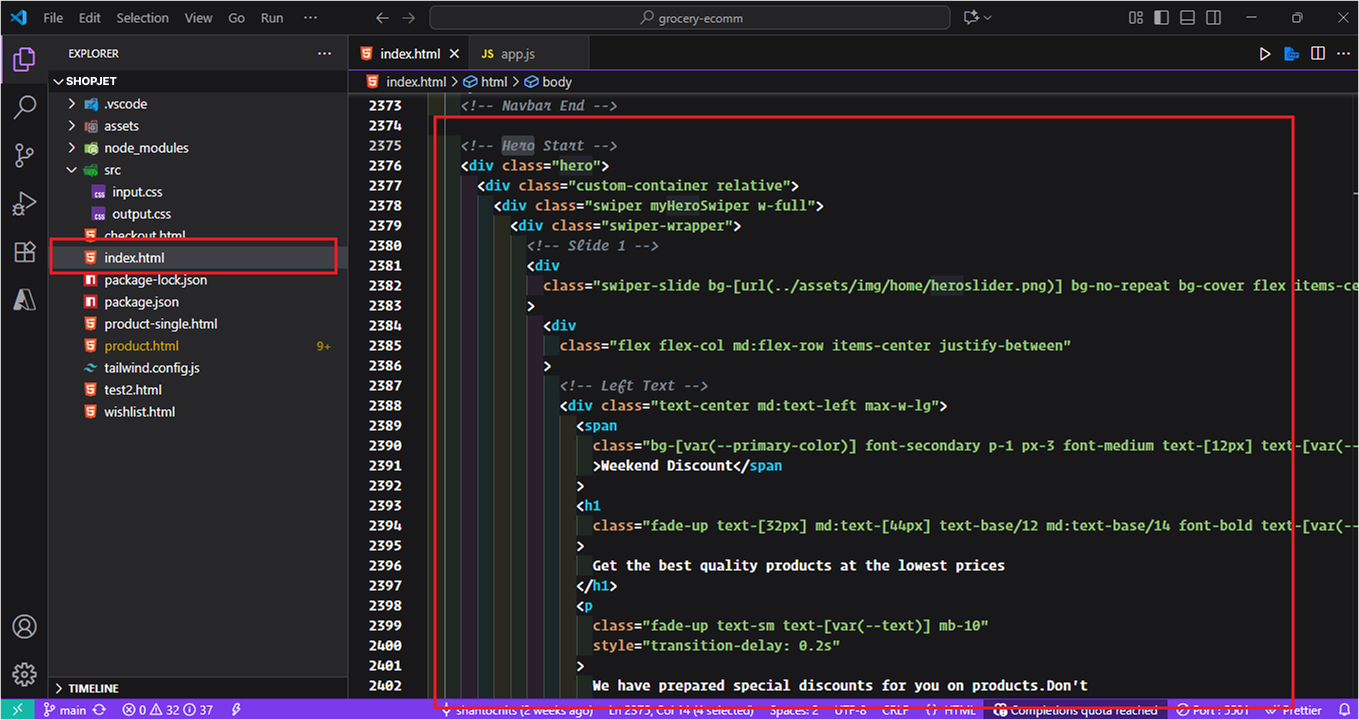 File Edit Selection View Go Run ···
grocery-ecomm
EXPLORER ···
SHOPJET
.vscode
assets
node_modules
src
input.css
output.css
checkout.html
index.html
package-lock.json
package.json
product-single.html
product.html 9+
tailwind.config.js
test2.html
wishlist.html
TIMELINE
index.html JS app.js
index.html > html > body
2373 <!-- Navbar End -->
2374
2375 <!-- Hero Start -->
2376 <div class="hero">
2377 <div class="custom-container relative">
2378 <div class="swiper myHeroSwiper w-full">
2379 <div class="swiper-wrapper">
2380 <!-- Slide 1 -->
2381 <div
2382 class="swiper-slide bg-[url(../assets/img/home/heroslider.png)] bg-no-repeat bg-cover flex items-ce
2383 >
2384 <div
2385 class="flex flex-col md:flex-row items-center justify-between"
2386 >
2387 <!-- Left Text -->
2388 <div class="text-center md:text-left max-w-lg">
2389 <span
2390 class="bg-[var(--primary-color)] font-secondary p-1 px-3 font-medium text-[12px] text-[var(--
2391 >Weekend Discount</span
2392 >
2393 <h1
2394 class="fade-up text-[32px] md:text-[44px] text-base/12 md:text-base/14 font-bold text-[var(--
2395 >
2396 Get the best quality products at the lowest prices
2397 </h1>
2398 <p
2399 class="fade-up text-sm text-[var(--text)] mb-10"
2400 style="transition-delay: 0.2s"
2401 >
2402 We have prepared special discounts for you on products.Don't
main 0 32 37 shantocnits (2 weeks ago) Ln 2375, Col 14 (4 selected) Spaces: 2 UTF-8 CRLF {} HTML Completions quota reached Port : 5501 Prettier